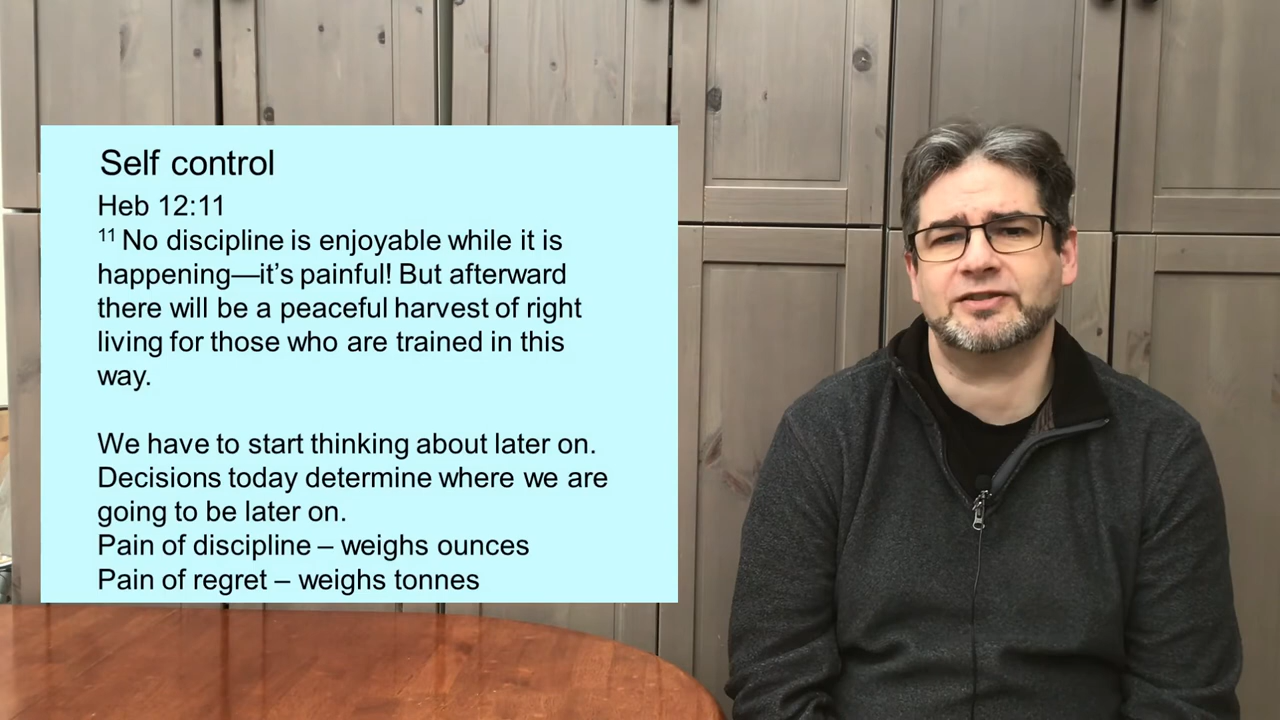 Self control
Heb 12:11
¹¹ No discipline is enjoyable while it is
happening—it’s painful! But afterward
there will be a peaceful harvest of right
living for those who are trained in this
way.
We have to start thinking about later on.
Decisions today determine where we are
going to be later on.
Pain of discipline – weighs ounces
Pain of regret – weighs tonnes